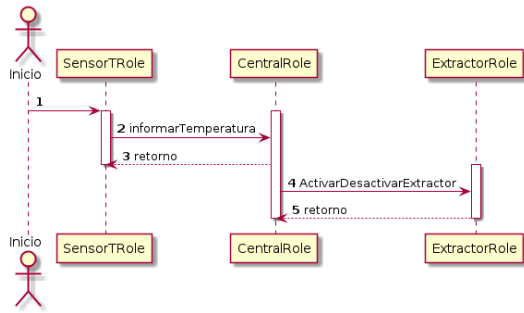 Inicio
SensorTRole
CentralRole
ExtractorRole
1
2 informarTemperatura
3 retorno
4 ActivarDesactivarExtractor
5 retorno
Inicio
SensorTRole
CentralRole
ExtractorRole